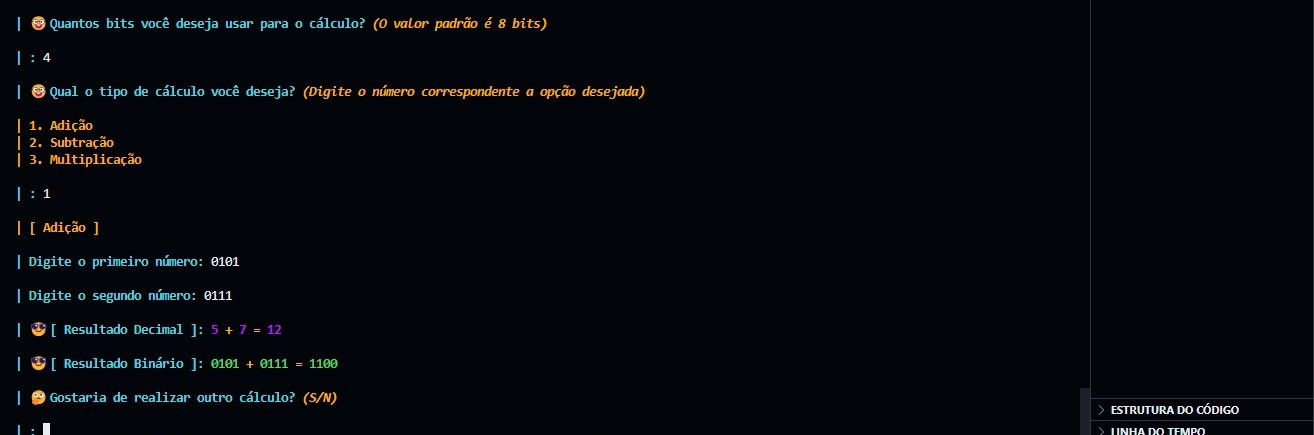 | 🤓 Quantos bits você deseja usar para o cálculo? (O valor padrão é 8 bits)
| : 4
| 🤓 Qual o tipo de cálculo você deseja? (Digite o número correspondente a opção desejada)
| 1. Adição
| 2. Subtração
| 3. Multiplicação
| : 1
| [ Adição ]
| Digite o primeiro número: 0101
| Digite o segundo número: 0111
| 😎 [ Resultado Decimal ]: 5 + 7 = 12
| 😎 [ Resultado Binário ]: 0101 + 0111 = 1100
| 🤔 Gostaria de realizar outro cálculo? (S/N)
| :
ESTRUTURA DO CÓDIGO
LINHA DO TEMPO